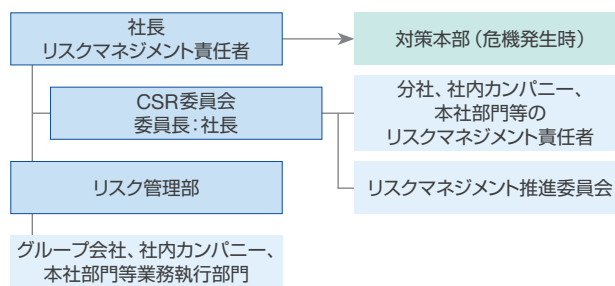 社長
リスクマネジメント責任者
対策本部（危機発生時）
CSR委員会
委員長：社長
分社、社内カンパニー、
本社部門等の
リスクマネジメント責任者
リスク管理部
リスクマネジメント推進委員会
グループ会社、社内カンパニー、
本社部門等業務執行部門